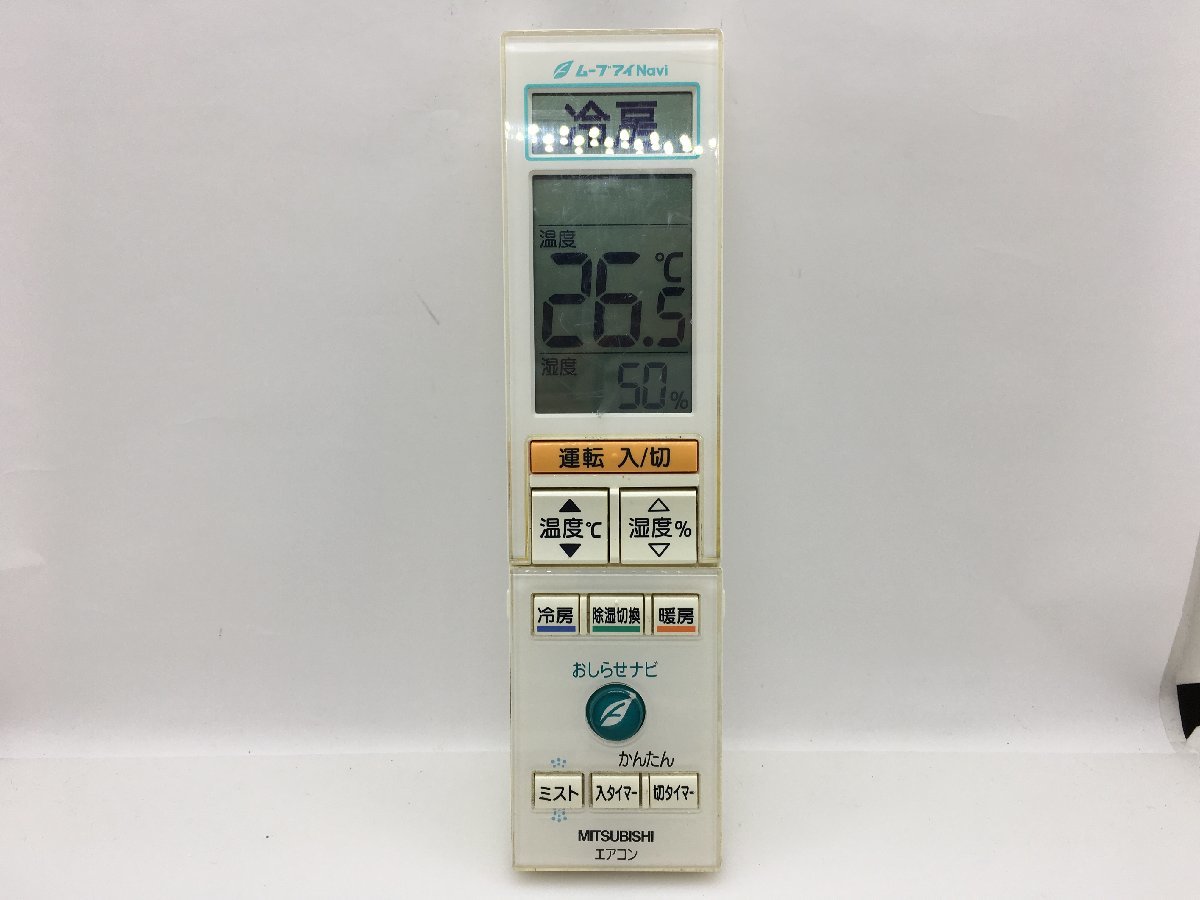 ムーブアイNavi
冷房
温度
26.5℃
湿度
50%
運転 入/切
▲ △
温度℃ 湿度%
▼ ▽
冷房 除湿切換 暖房
おしらせナビ
かんたん
ミスト 入タイマー 切タイマー
MITSUBISHI
エアコン